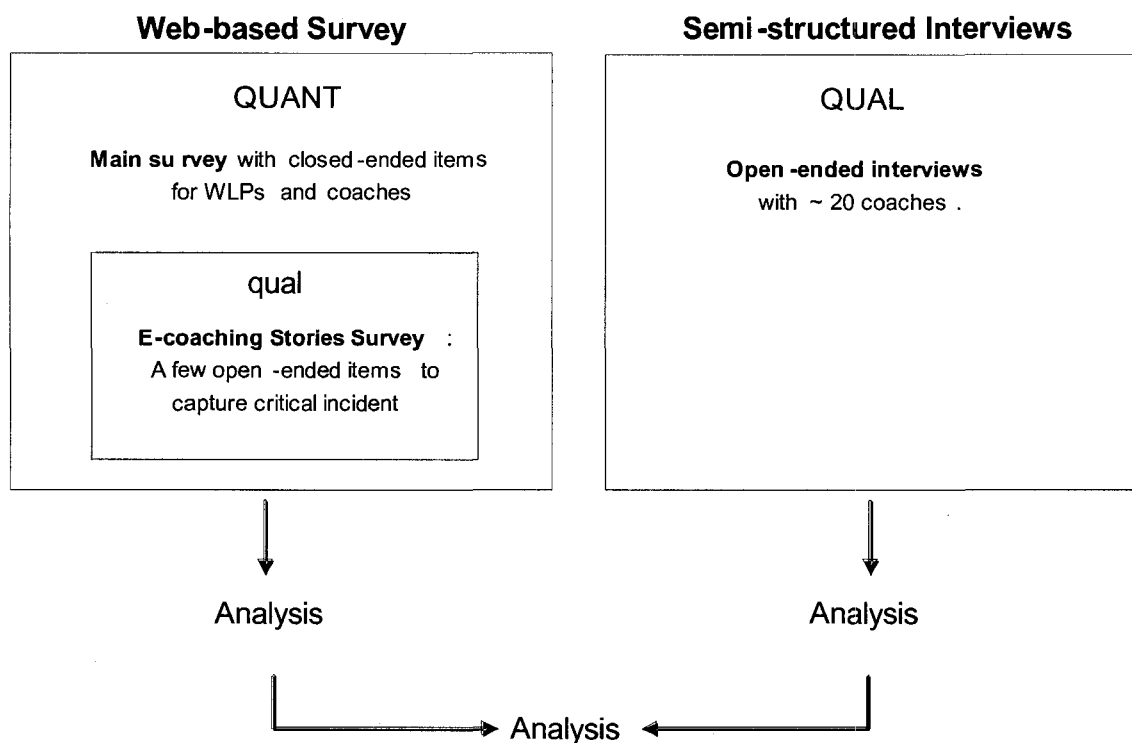 Web-based Survey
Semi-structured Interviews
QUANT
Main su rvey with closed-ended items
for WLPs and coaches
qual
E-coaching Stories Survey :
A few open -ended items to
capture critical incident
QUAL
Open -ended interviews
with ~ 20 coaches .
Analysis
Analysis
Analysis